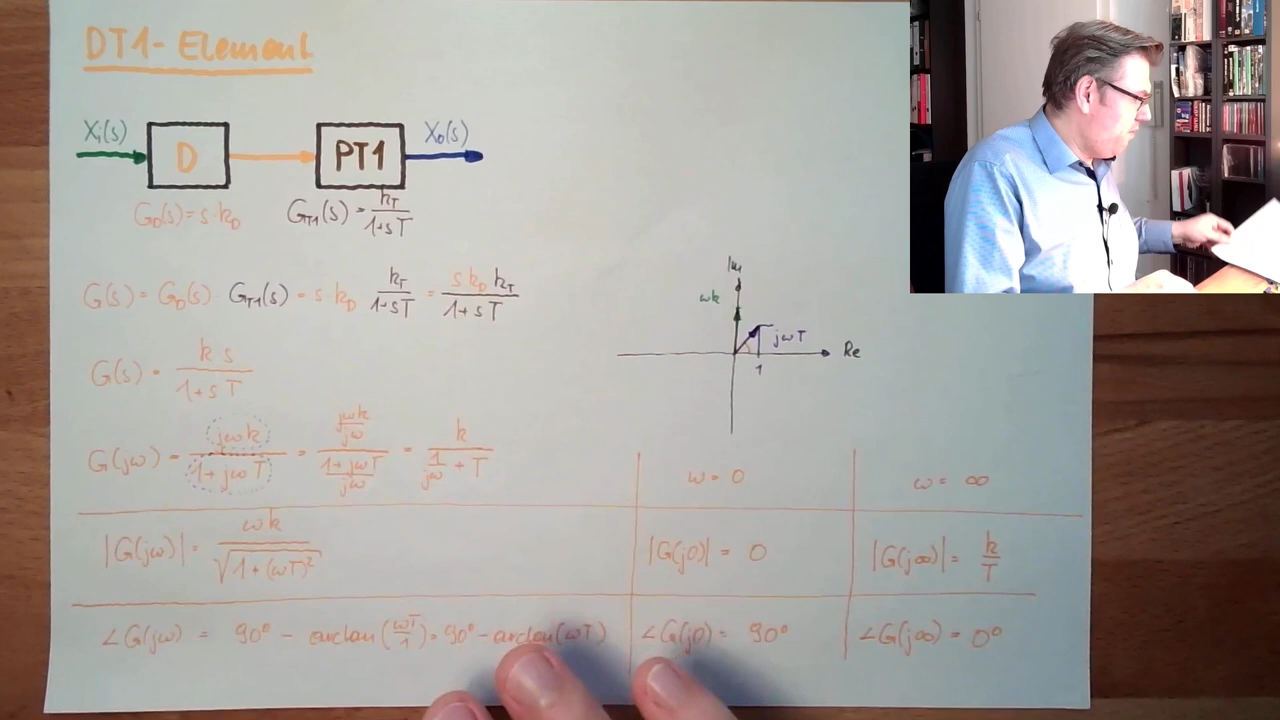 DT1-Element
Xi(s) D PT1 Xo(s)
G_D(s) = s·k_D G_T1(s) = k_T/(1+sT)
G(s) = G_D(s) · G_T1(s) = s·k_D k_T/(1+sT) = s k_D k_T/(1+sT)
G(s) = k s/(1+sT)
G(jω) = jωk/(1+jωT) = (jωk/jω)/((1+jωT)/jω) = k/(1/jω + T)
Im
ωk
jωT
Re
1
ω = 0 ω = ∞
|G(jω)| = ωk/√(1+(ωT)²) |G(j0)| = 0 |G(j∞)| = k/T
∠G(jω) = 90° - arctan(ωT/1) = 90° - arctan(ωT) ∠G(j0) = 90° ∠G(j∞) = 0°